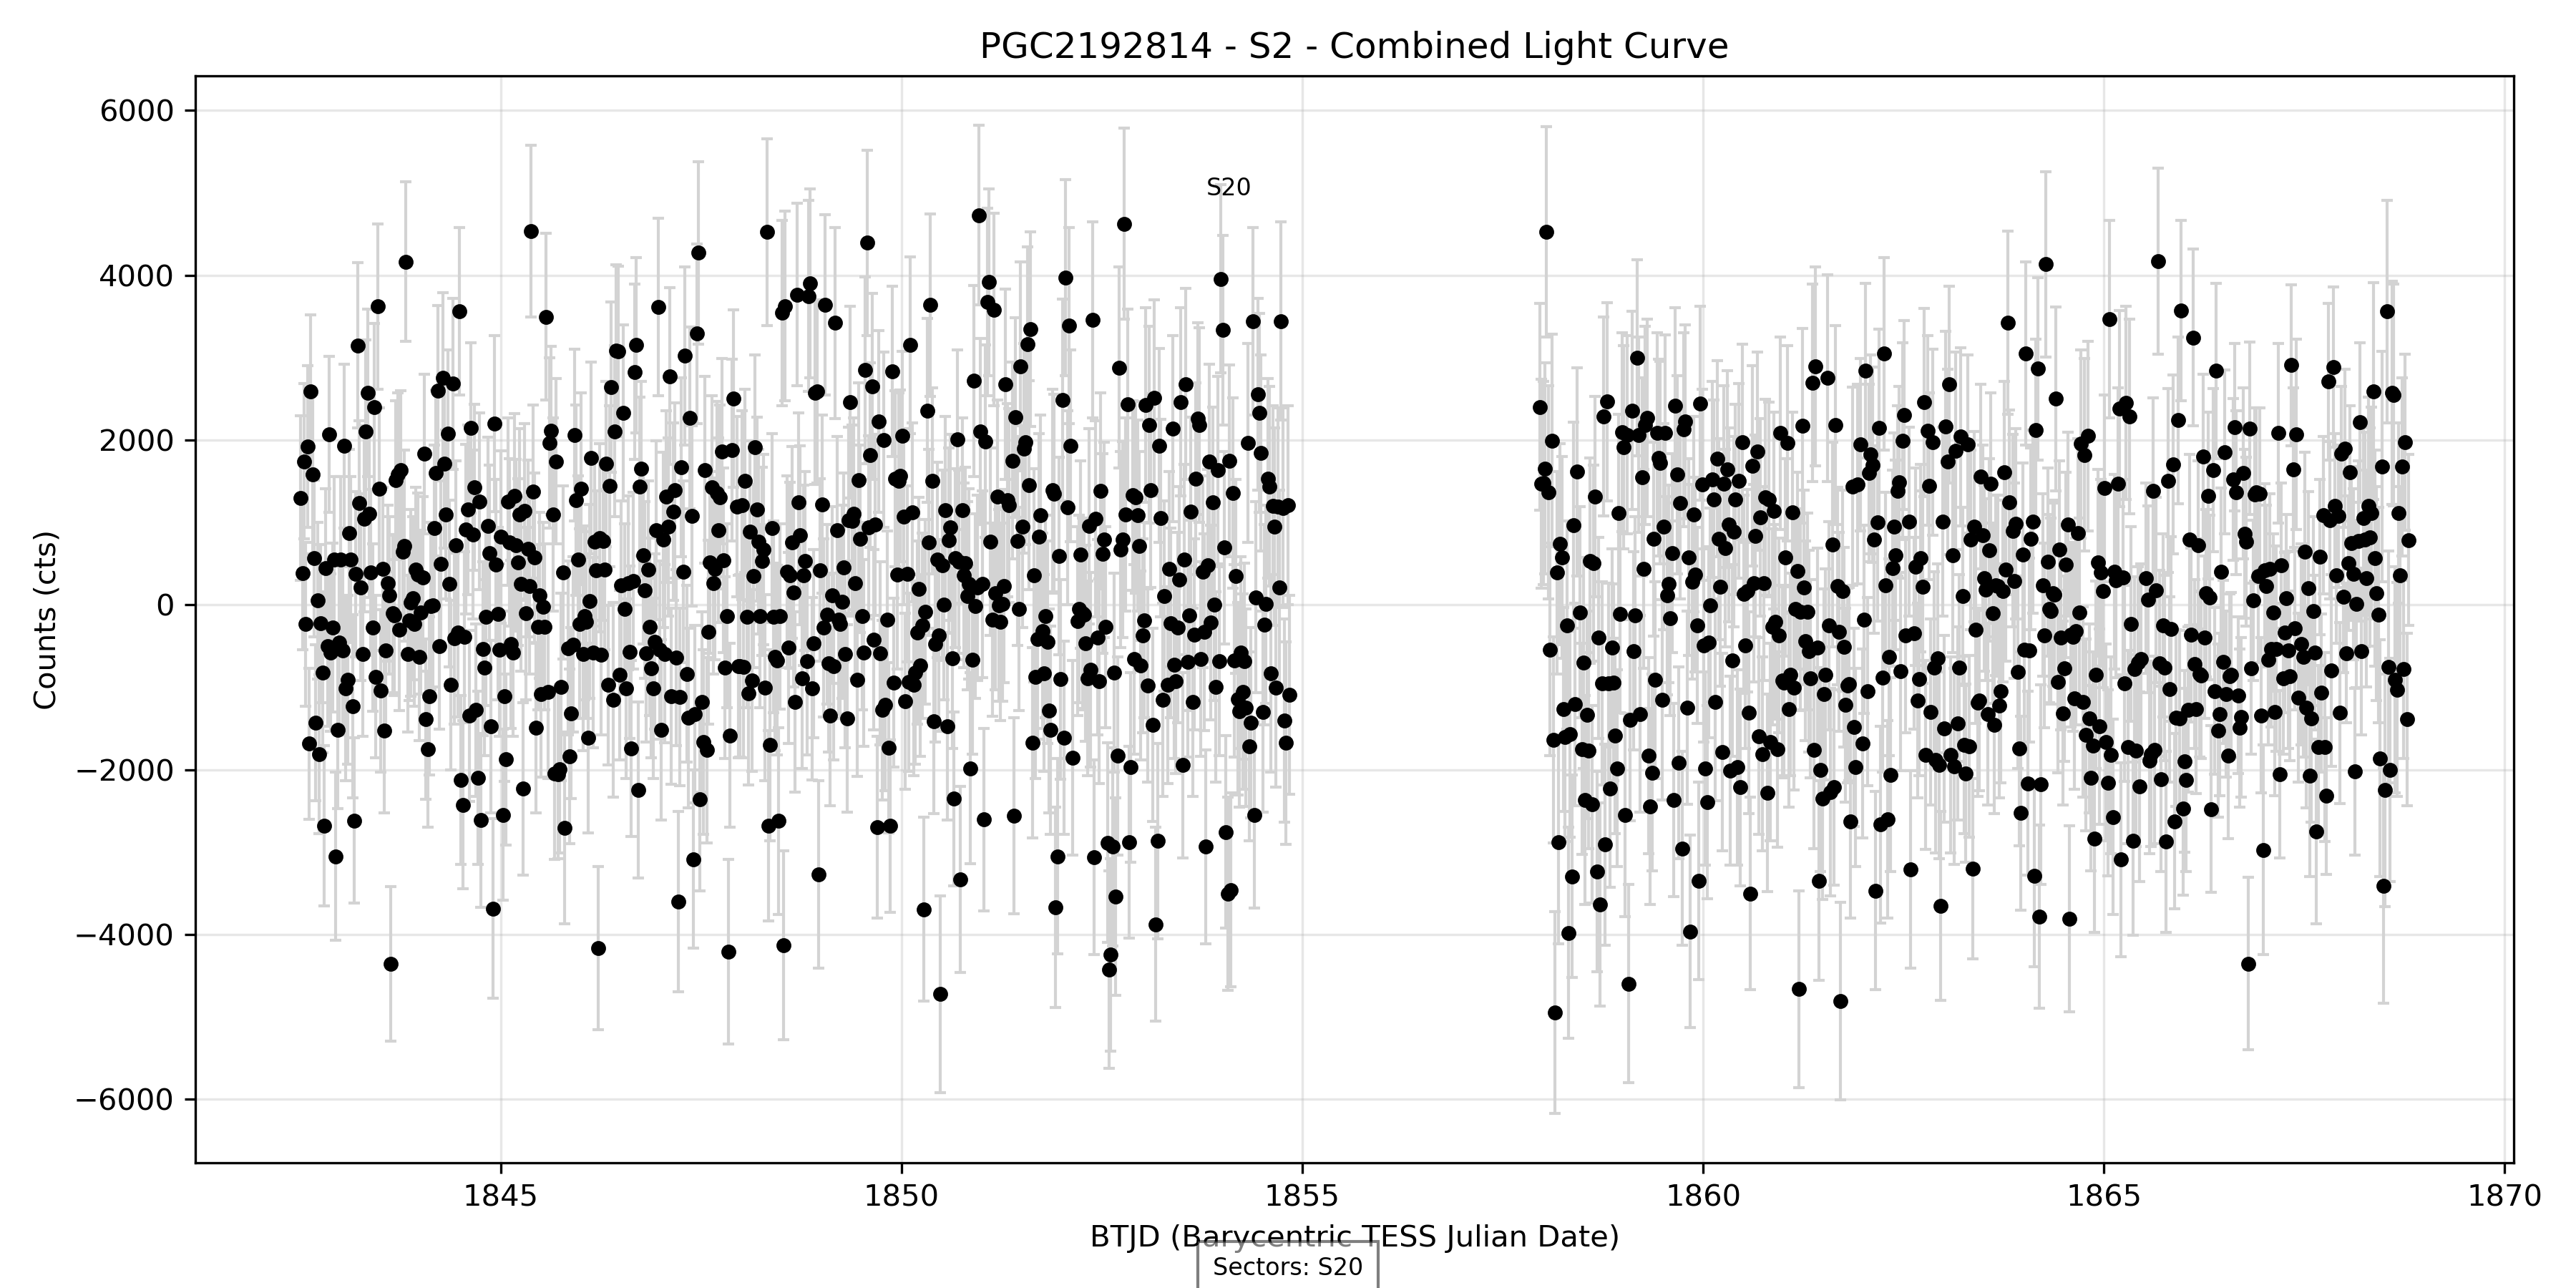 PGC2192814 - S2 - Combined Light Curve
6000
4000
2000
0
−2000
−4000
−6000
Counts (cts)
S20
1845
1850
1855
1860
1865
1870
BTJD (Barycentric TESS Julian Date)
Sectors: S20